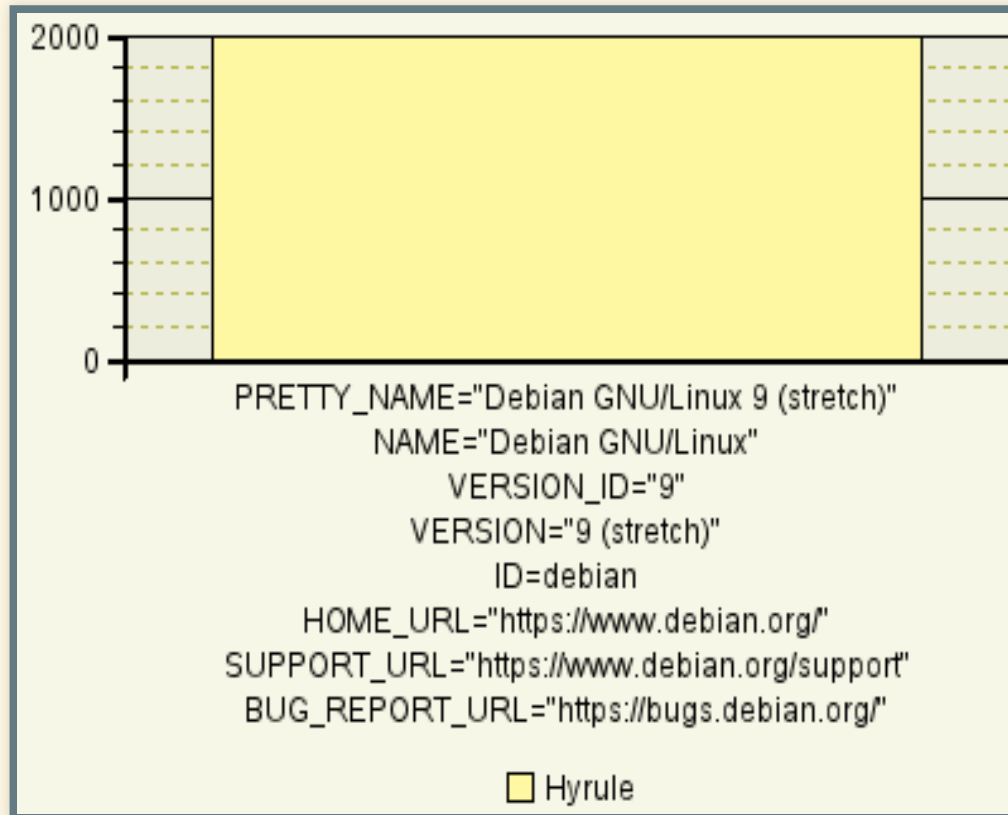 2000
1000
0
PRETTY_NAME="Debian GNU/Linux 9 (stretch)"
NAME="Debian GNU/Linux"
VERSION_ID="9"
VERSION="9 (stretch)"
ID=debian
HOME_URL="https://www.debian.org/"
SUPPORT_URL="https://www.debian.org/support"
BUG_REPORT_URL="https://bugs.debian.org/"
Hyrule